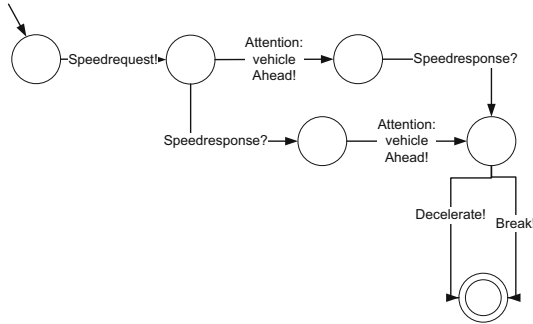 Speedrequest!
Attention:
vehicle
Ahead!
Speedresponse?
Speedresponse?
Attention:
vehicle
Ahead!
Decelerate!
Break!